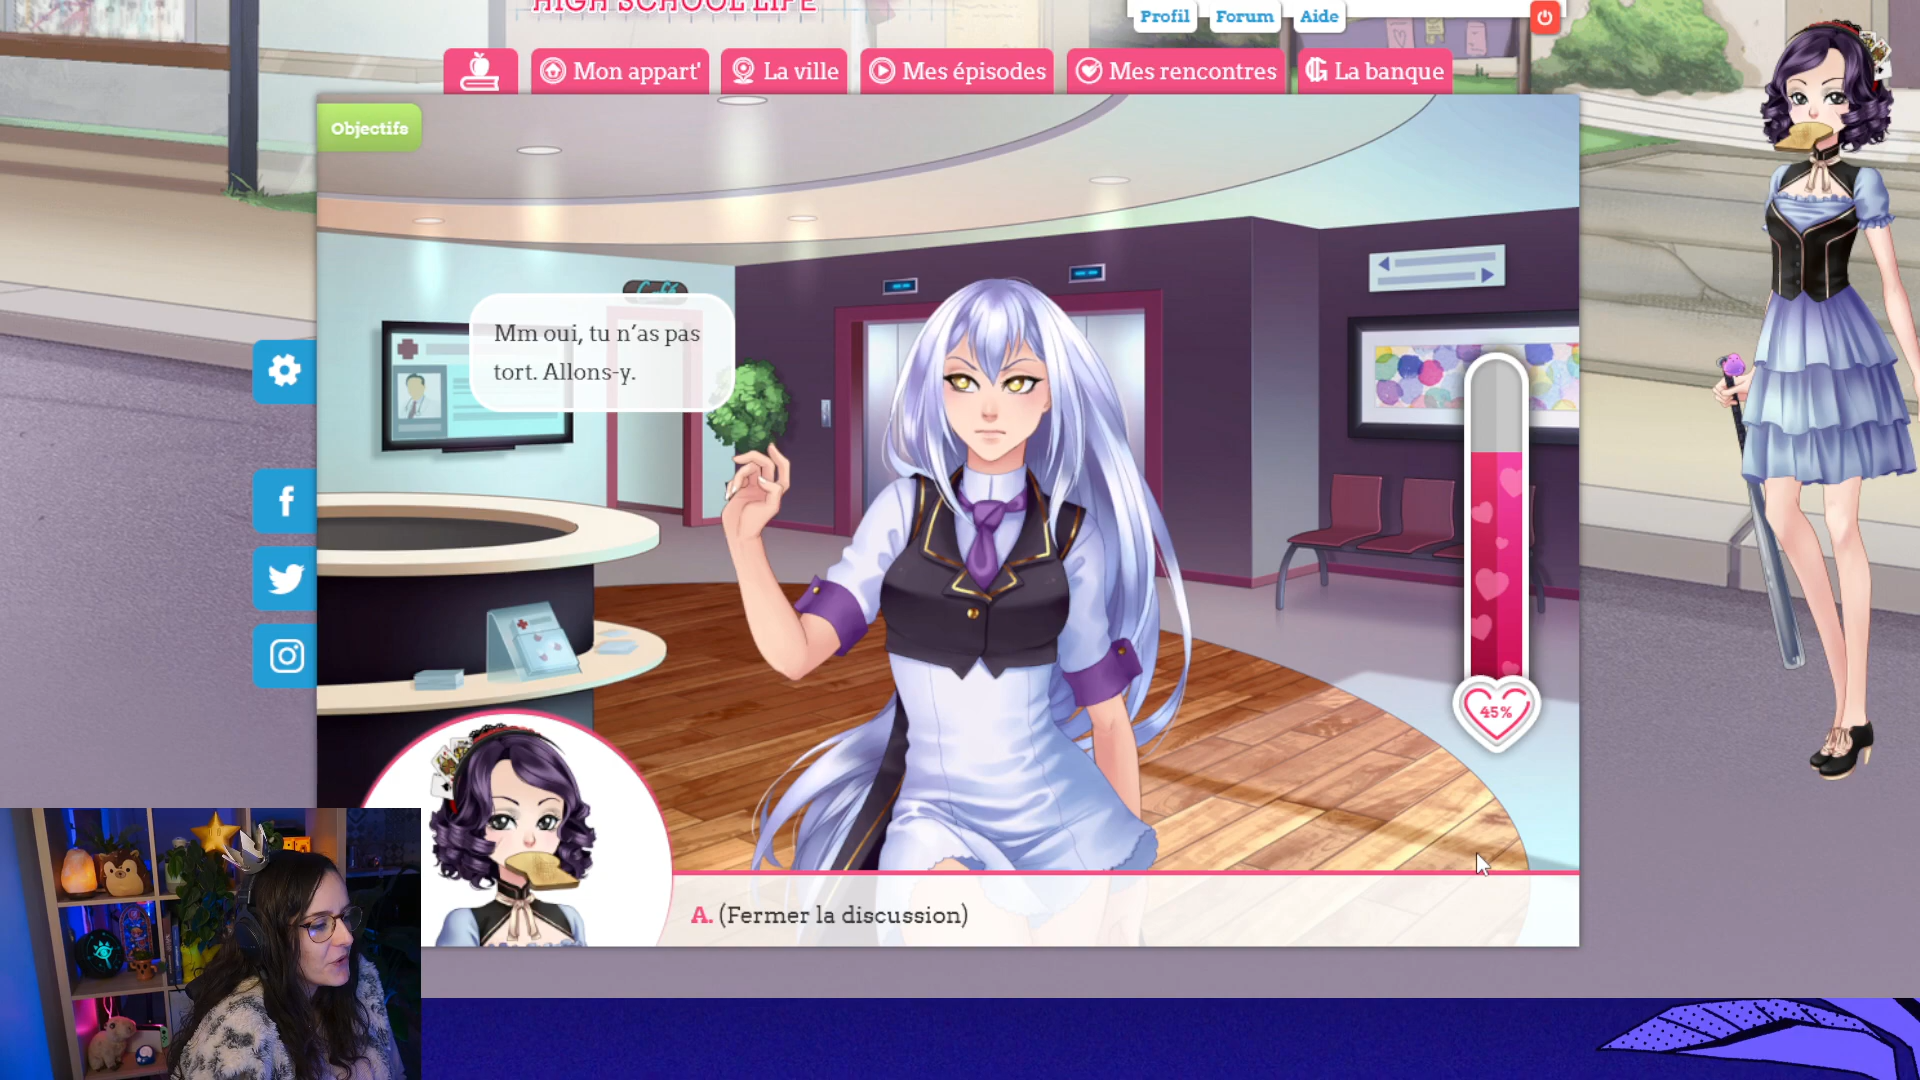 HIGH SCHOOL LIFE
Profil
Forum
Aide
Mon appart'
La ville
Mes épisodes
Mes rencontres
La banque
Objectifs
Café
Mm oui, tu n’as pas
tort. Allons-y.
45%
A. (Fermer la discussion)